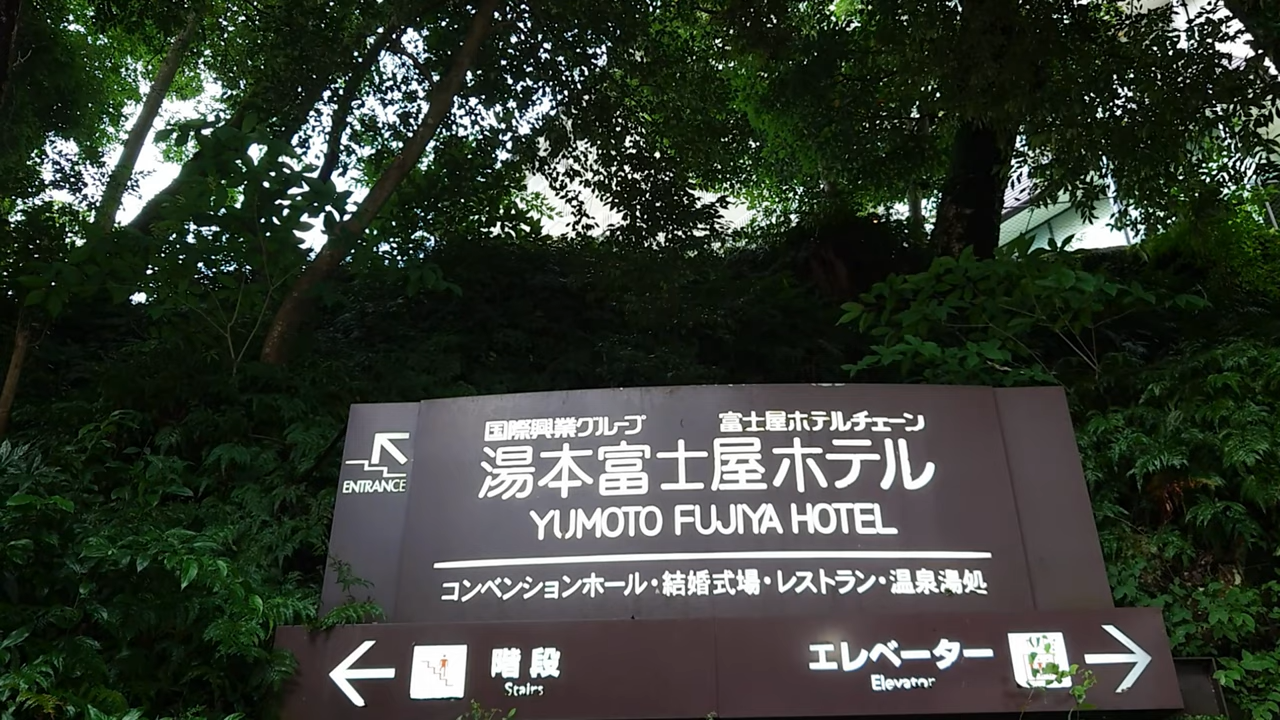 国際興業グループ 富士屋ホテルチェーン
湯本富士屋ホテル
YUMOTO FUJIYA HOTEL
ENTRANCE
コンベンションホール・結婚式場・レストラン・温泉湯処
階段 エレベーター
Stairs Elevator